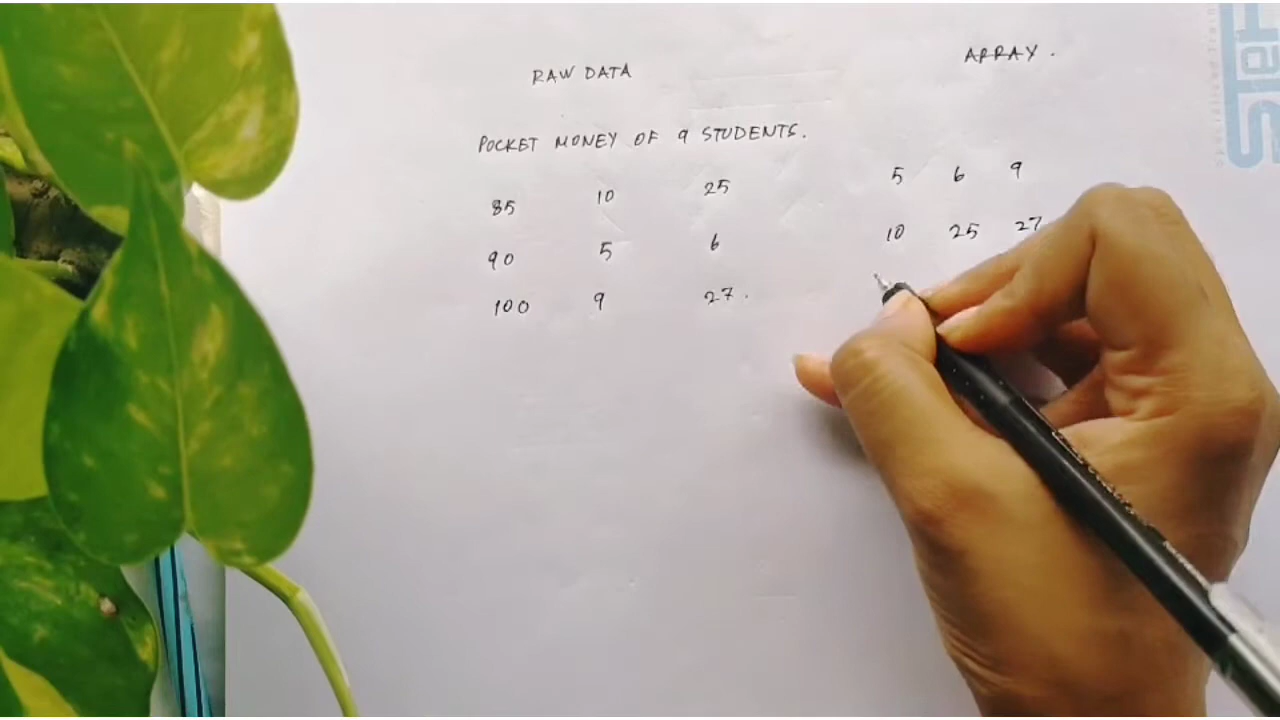 RAW DATA
POCKET MONEY OF 9 STUDENTS.
85 10 25
90 5 6
100 9 27.
ARRAY.
5 6 9
10 25 27